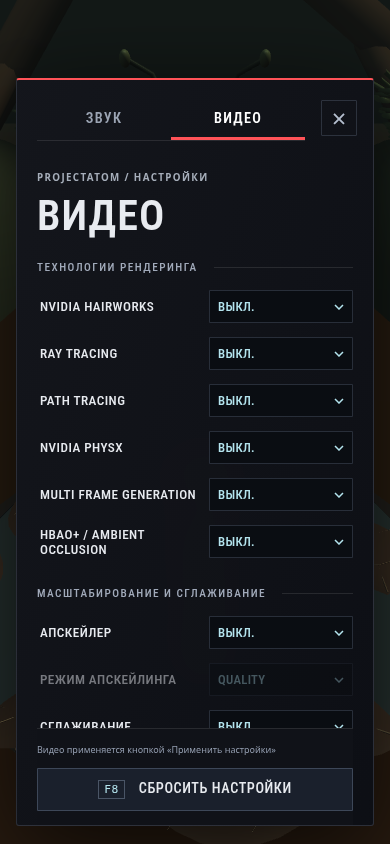 ЗВУК
ВИДЕО
PROJECTATOM / НАСТРОЙКИ
ВИДЕО
ТЕХНОЛОГИИ РЕНДЕРИНГА
NVIDIA HAIRWORKS ВЫКЛ.
RAY TRACING ВЫКЛ.
PATH TRACING ВЫКЛ.
NVIDIA PHYSX ВЫКЛ.
MULTI FRAME GENERATION ВЫКЛ.
HBAO+ / AMBIENT
OCCLUSION ВЫКЛ.
МАСШТАБИРОВАНИЕ И СГЛАЖИВАНИЕ
АПСКЕЙЛЕР ВЫКЛ.
РЕЖИМ АПСКЕЙЛИНГА QUALITY
СГЛАЖИВАНИЕ ВЫКЛ.
Видео применяется кнопкой «Применить настройки»
F8 СБРОСИТЬ НАСТРОЙКИ